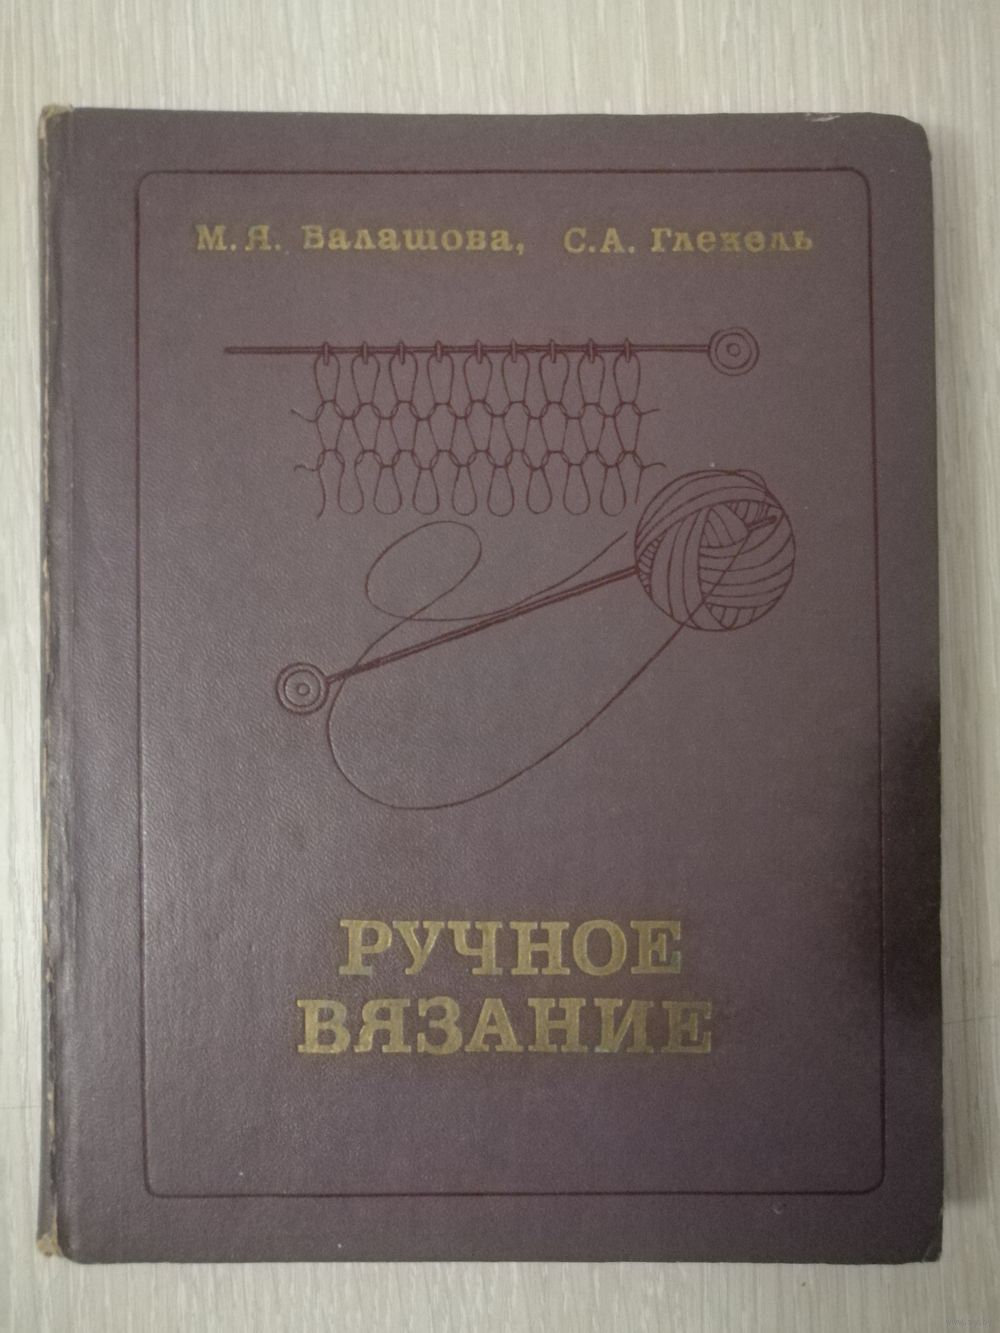 М. Я. Балашова, С. А. Глекель
РУЧНОЕ
ВЯЗАНИЕ